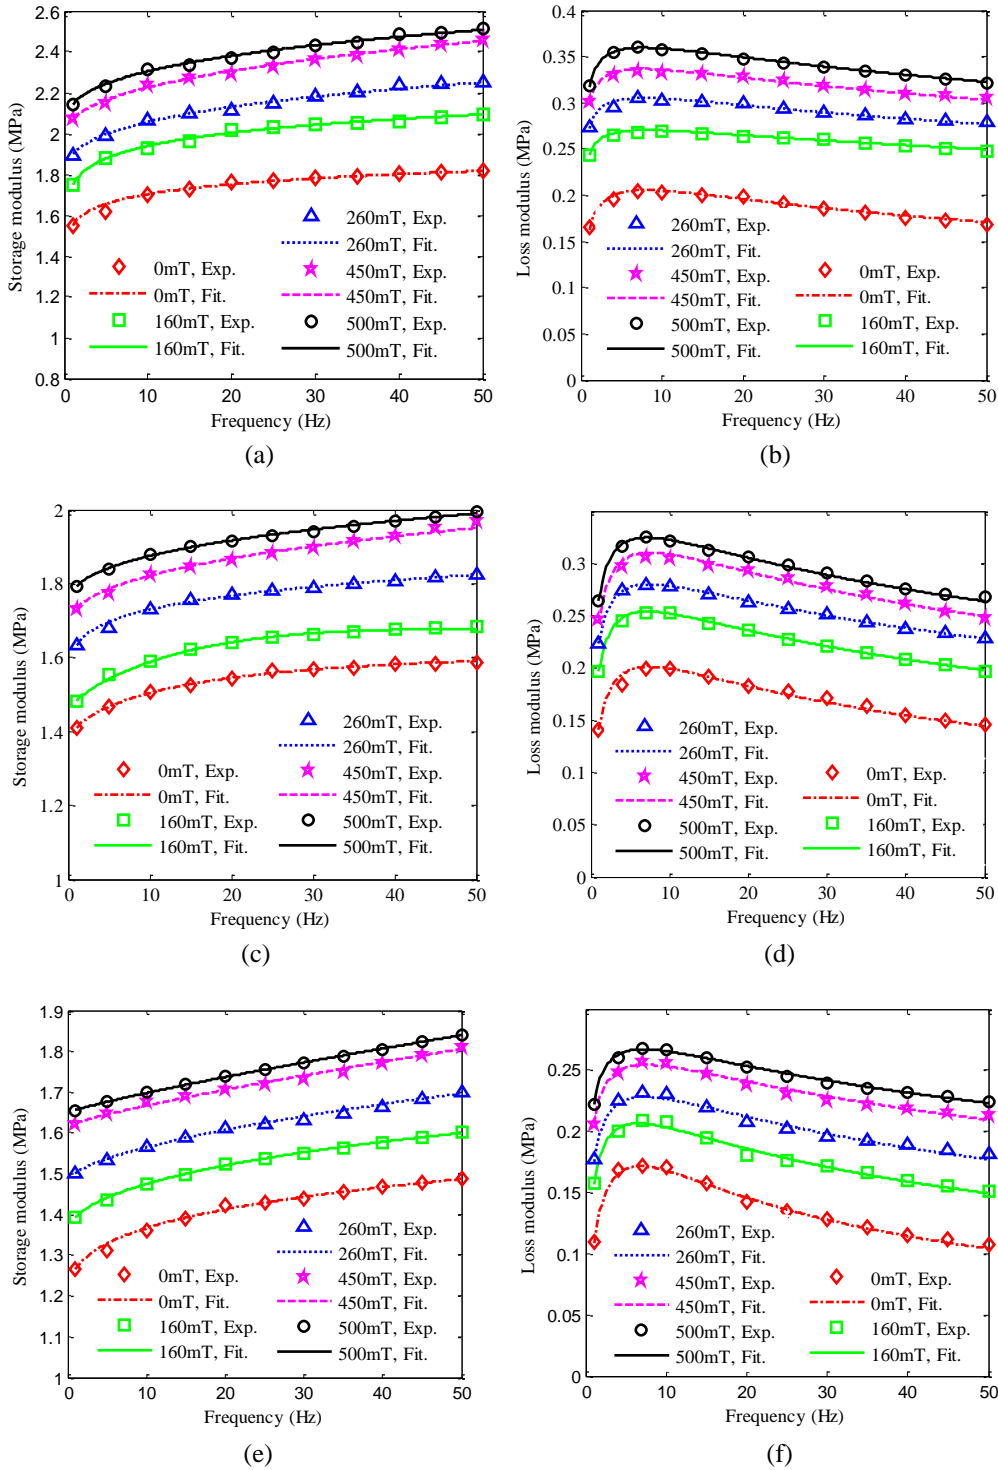 2.6
2.4
2.2
2
1.8
1.6
1.4
1.2
1
0.8
Storage modulus (MPa)
0mT, Exp.
0mT, Fit.
160mT, Exp.
160mT, Fit.
260mT, Exp.
260mT, Fit.
450mT, Exp.
450mT, Fit.
500mT, Exp.
500mT, Fit.
0 10 20 30 40 50
Frequency (Hz)
(a)
0.4
0.35
0.3
0.25
0.2
0.15
0.1
0.05
0
Loss modulus (MPa)
260mT, Exp.
260mT, Fit.
450mT, Exp.
450mT, Fit.
500mT, Exp.
500mT, Fit.
0mT, Exp.
0mT, Fit.
160mT, Exp.
160mT, Fit.
0 10 20 30 40 50
Frequency (Hz)
(b)
2
1.8
1.6
1.4
1.2
1
Storage modulus (MPa)
0mT, Exp.
0mT, Fit.
160mT, Exp.
160mT, Fit.
260mT, Exp.
260mT, Fit.
450mT, Exp.
450mT, Fit.
500mT, Exp.
500mT, Fit.
0 10 20 30 40 50
Frequency (Hz)
(c)
0.3
0.25
0.2
0.15
0.1
0.05
0
Loss modulus (MPa)
260mT, Exp.
260mT, Fit.
450mT, Exp.
450mT, Fit.
500mT, Exp.
500mT, Fit.
0mT, Exp.
0mT, Fit.
160mT, Exp.
160mT, Fit.
0 10 20 30 40 50
Frequency (Hz)
(d)
1.9
1.8
1.7
1.6
1.5
1.4
1.3
1.2
1.1
1
Storage modulus (MPa)
0mT, Exp.
0mT, Fit.
160mT, Exp.
160mT, Fit.
260mT, Exp.
260mT, Fit.
450mT, Exp.
450mT, Fit.
500mT, Exp.
500mT, Fit.
0 10 20 30 40 50
Frequency (Hz)
(e)
0.25
0.2
0.15
0.1
0.05
0
Loss modulus (MPa)
260mT, Exp.
260mT, Fit.
450mT, Exp.
450mT, Fit.
500mT, Exp.
500mT, Fit.
0mT, Exp.
0mT, Fit.
160mT, Exp.
160mT, Fit.
0 10 20 30 40 50
Frequency (Hz)
(f)